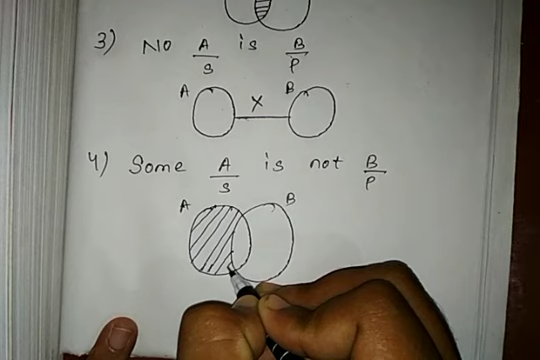 3) No A/S is B/P
A X B
4) Some A/S is not B/P
A B